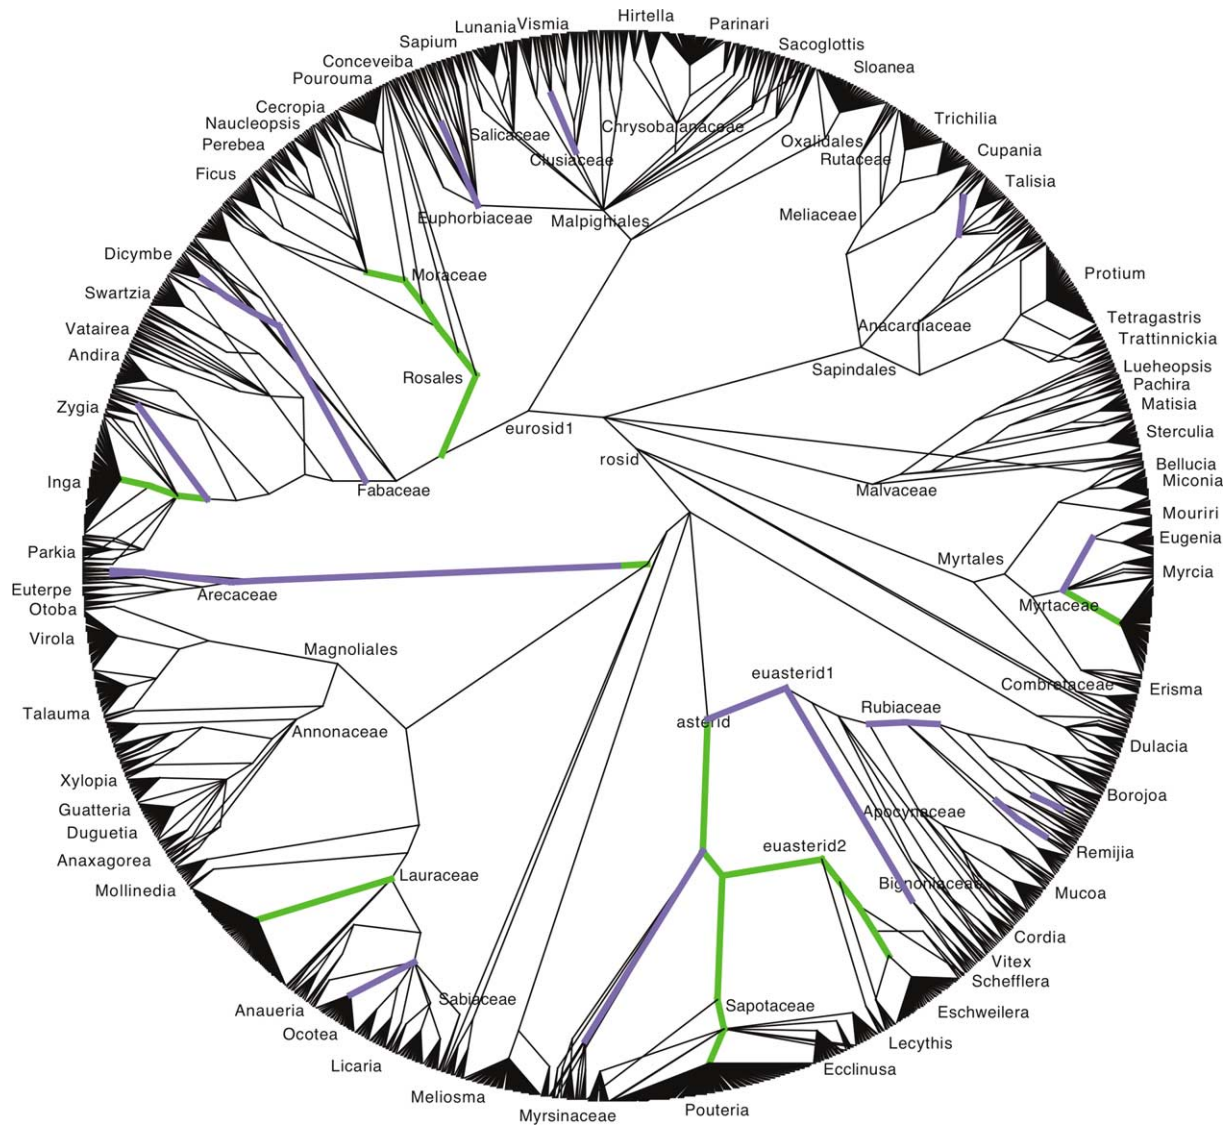 Hirtella
Lunania Vismia
Parinari
Sapium
Sacoglottis
Conceveiba
Sloanea
Pourouma
Cecropia
Trichilia
Naucleopsis
Salicaceae
Chrysobalanaceae
Perebea
Clusiaceae
Oxalidales
Rutaceae
Cupania
Ficus
Talisia
Euphorbiaceae
Malpighiales
Meliaceae
Dicymbe
Moraceae
Protium
Swartzia
Tetragastris
Vatairea
Anacardiaceae
Trattinnickia
Andira
Rosales
Sapindales
Lueheopsis
Pachira
Zygia
Matisia
eurosid1
Sterculia
rosid
Bellucia
Inga
Fabaceae
Malvaceae
Miconia
Mouriri
Eugenia
Parkia
Myrtales
Myrcia
Euterpe
Arecaceae
Otoba
Myrtaceae
Virola
Magnoliales
euasterid1
Combretaceae
Erisma
Talauma
Rubiaceae
asterid
Annonaceae
Dulacia
Xylopia
Borojoa
Guatteria
Apocynaceae
Duguetia
euasterid2
Remijia
Anaxagorea
Lauraceae
Bignoniaceae
Mollinedia
Mucoa
Cordia
Vitex
Sabiaceae
Schefflera
Anaueria
Sapotaceae
Eschweilera
Ocotea
Lecythis
Licaria
Ecclinusa
Meliosma
Myrsinaceae
Pouteria